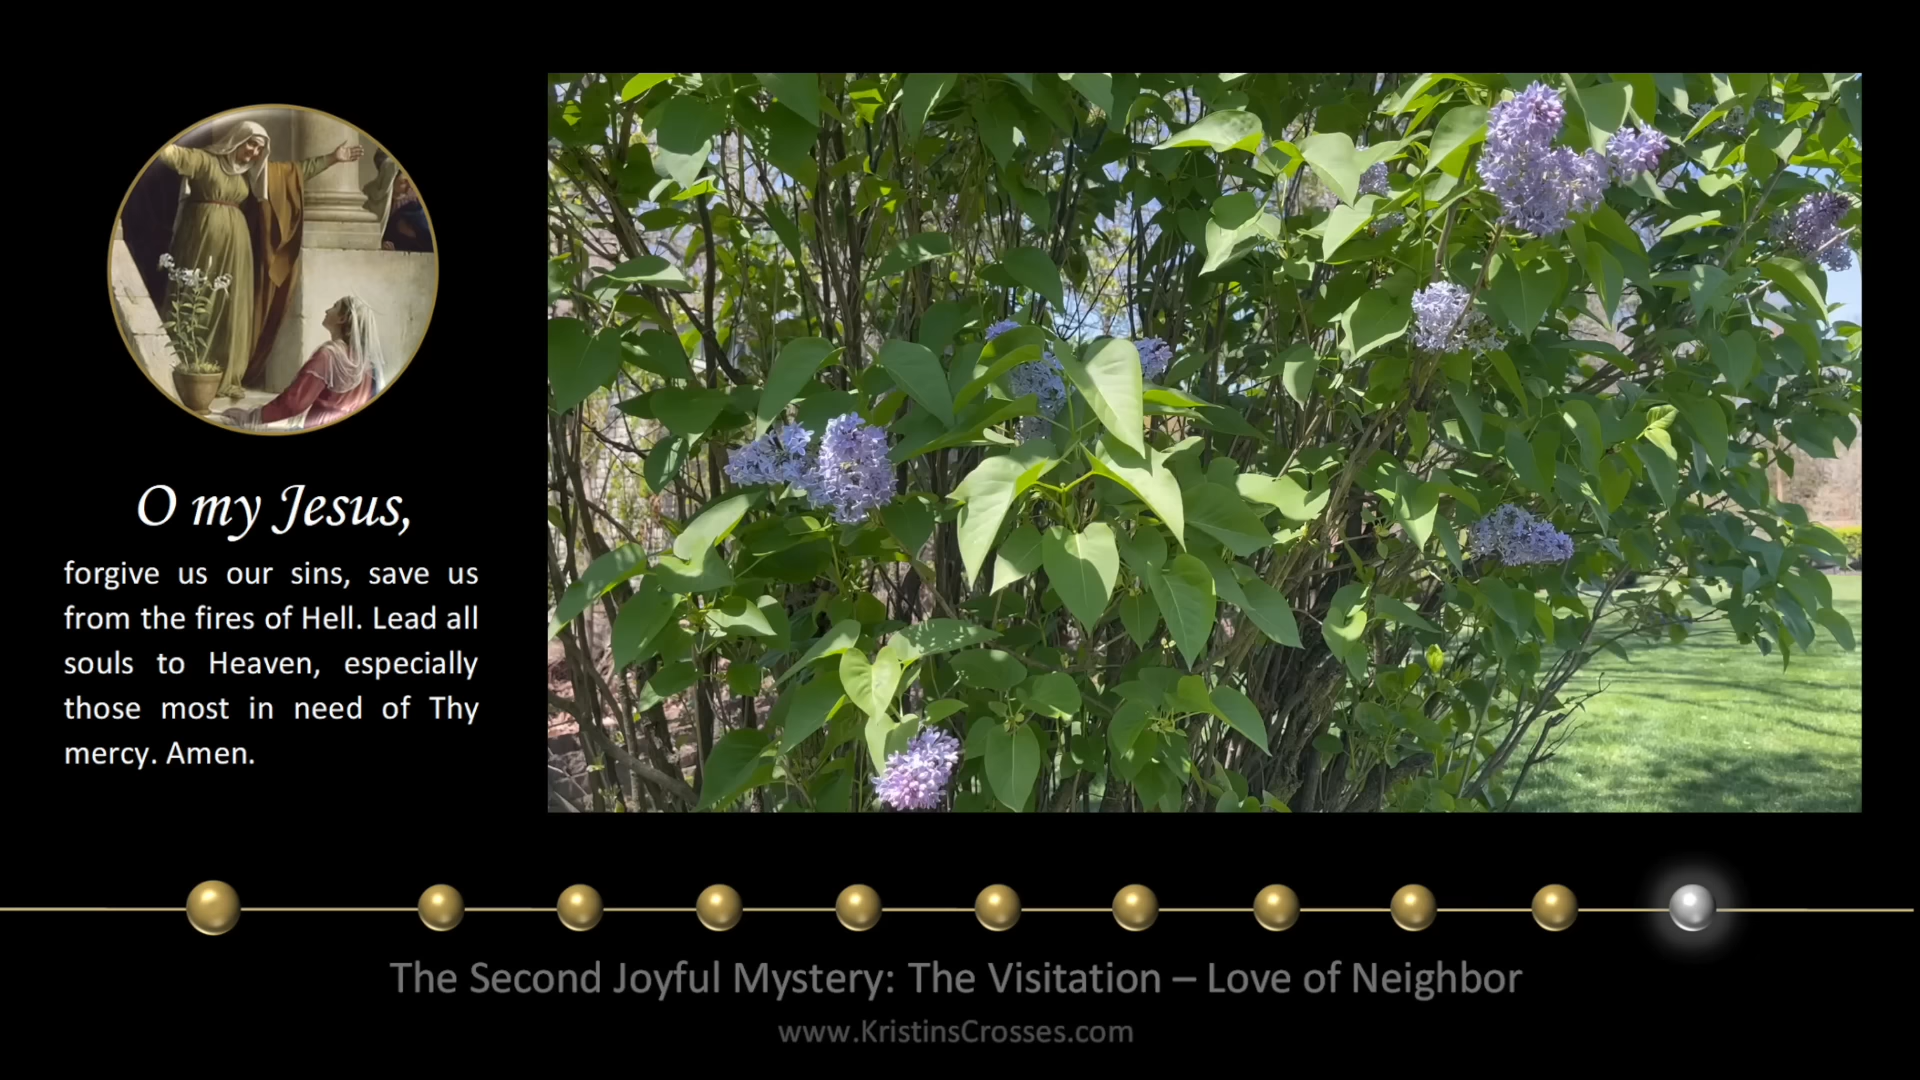 O my Jesus,
forgive us our sins, save us
from the fires of Hell. Lead all
souls to Heaven, especially
those most in need of Thy
mercy. Amen.
The Second Joyful Mystery: The Visitation – Love of Neighbor
www.KristinsCrosses.com